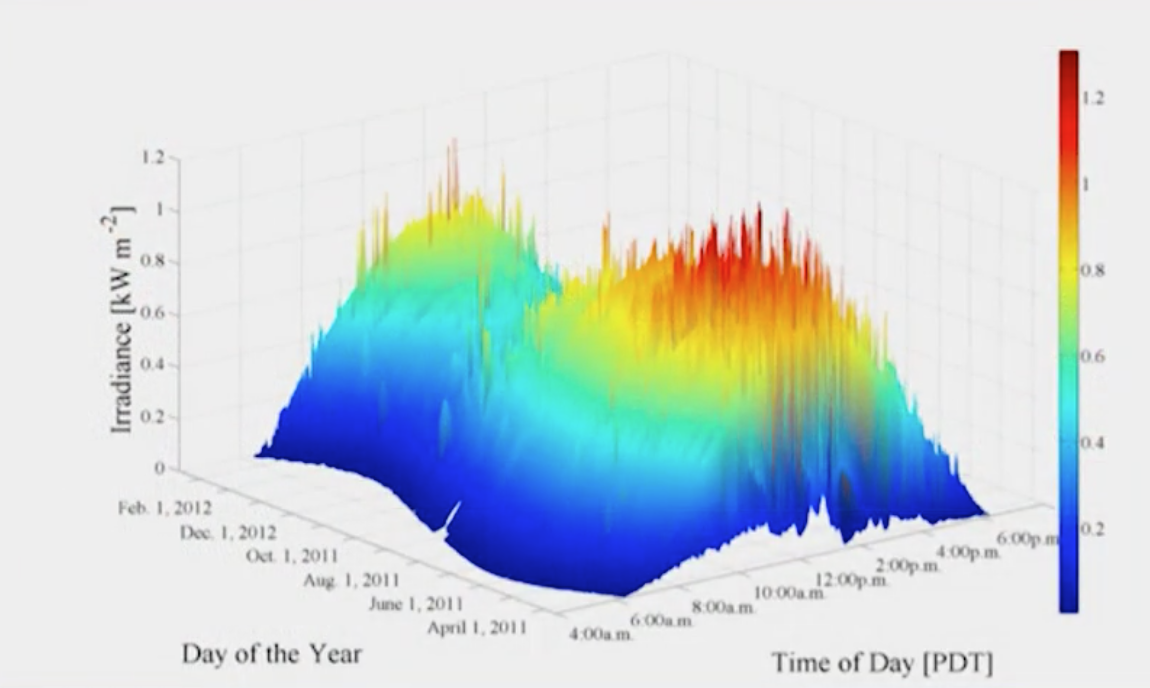 1.2
1
0.8
0.6
0.4
0.2
0
Irradiance [kW m-2]
Feb. 1, 2012
Dec. 1, 2012
Oct. 1, 2011
Aug. 1, 2011
June 1, 2011
April 1, 2011
Day of the Year
4:00a.m.
6:00a.m.
8:00a.m.
10:00a.m.
12:00p.m.
2:00p.m.
4:00p.m.
6:00p.m
Time of Day [PDT]
1.2
1
0.8
0.6
0.4
0.2